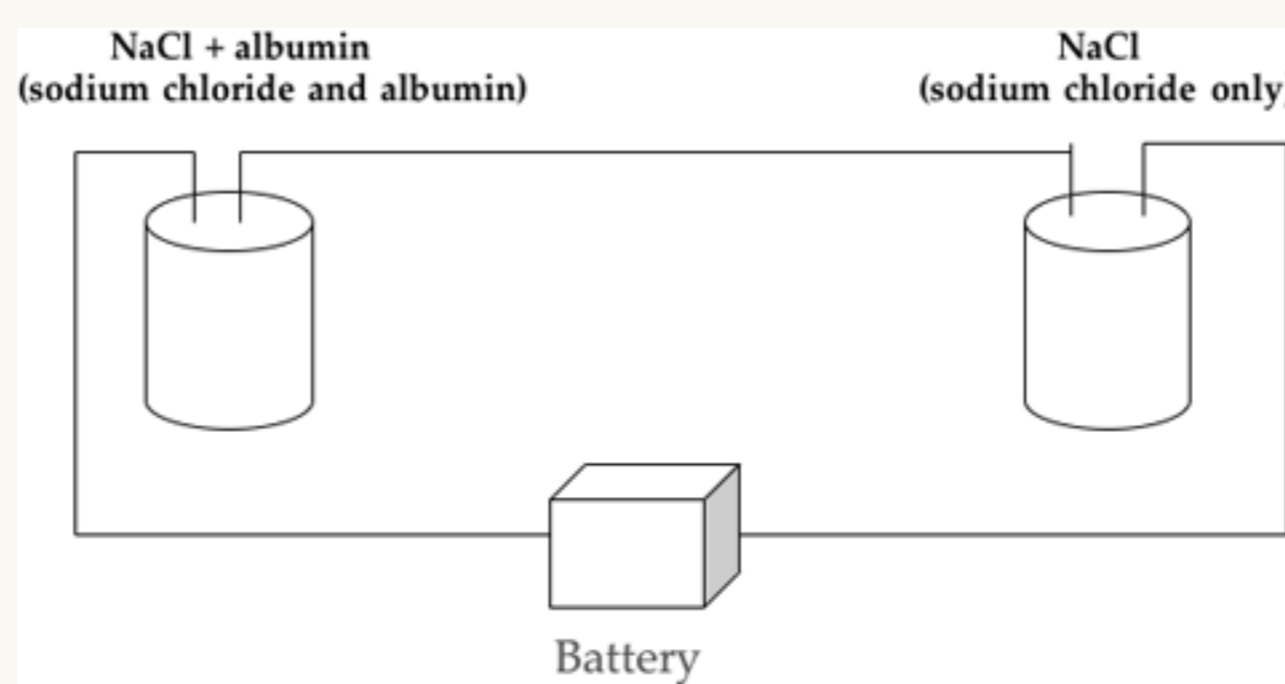 NaCl + albumin
(sodium chloride and albumin)
NaCl
(sodium chloride only)
Battery